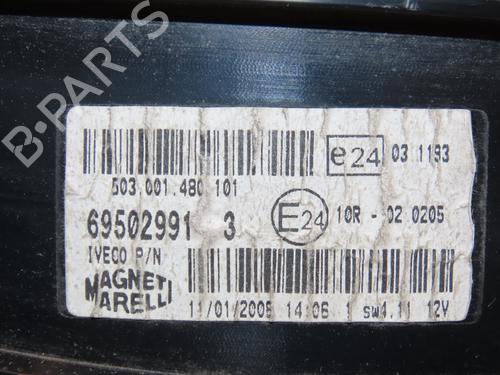 B-PARTS
e24 03 1193
503 001.480 101
69502991 3
E24 10R - 02 0205
IVECO P/N
MAGNETI
MARELLI
11/01/2006 14:06 1 SW4.11 12V